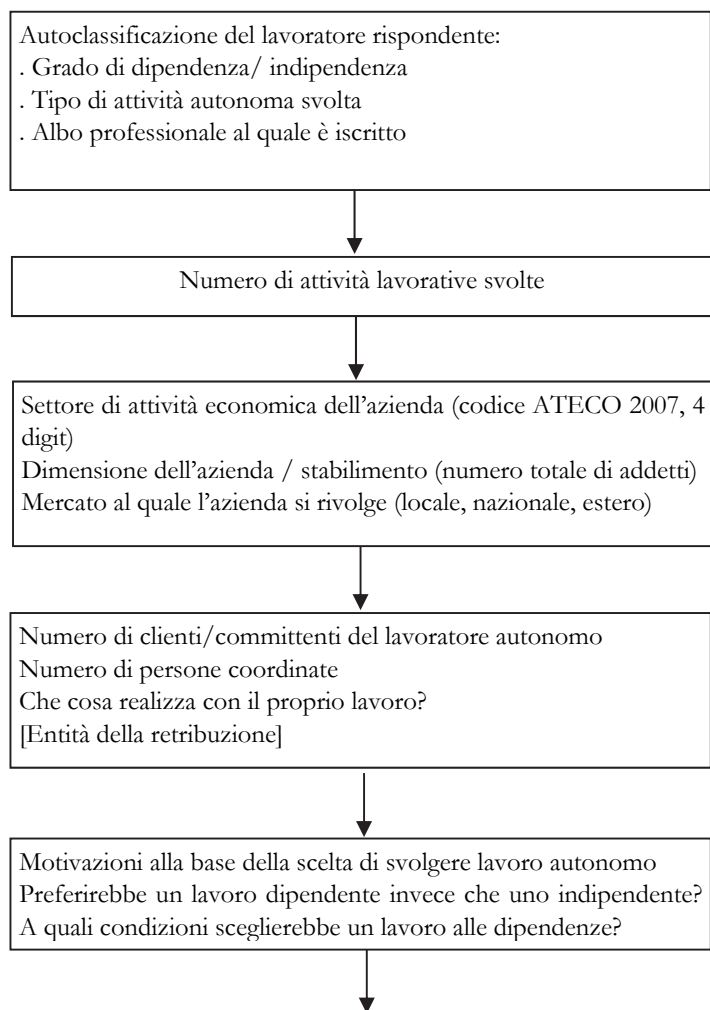 Autoclassificazione del lavoratore rispondente:
. Grado di dipendenza/ indipendenza
. Tipo di attività autonoma svolta
. Albo professionale al quale è iscritto
Numero di attività lavorative svolte
Settore di attività economica dell’azienda (codice ATECO 2007, 4
digit)
Dimensione dell’azienda / stabilimento (numero totale di addetti)
Mercato al quale l’azienda si rivolge (locale, nazionale, estero)
Numero di clienti/committenti del lavoratore autonomo
Numero di persone coordinate
Che cosa realizza con il proprio lavoro?
[Entità della retribuzione]
Motivazioni alla base della scelta di svolgere lavoro autonomo
Preferirebbe un lavoro dipendente invece che uno indipendente?
A quali condizioni sceglierebbe un lavoro alle dipendenze?